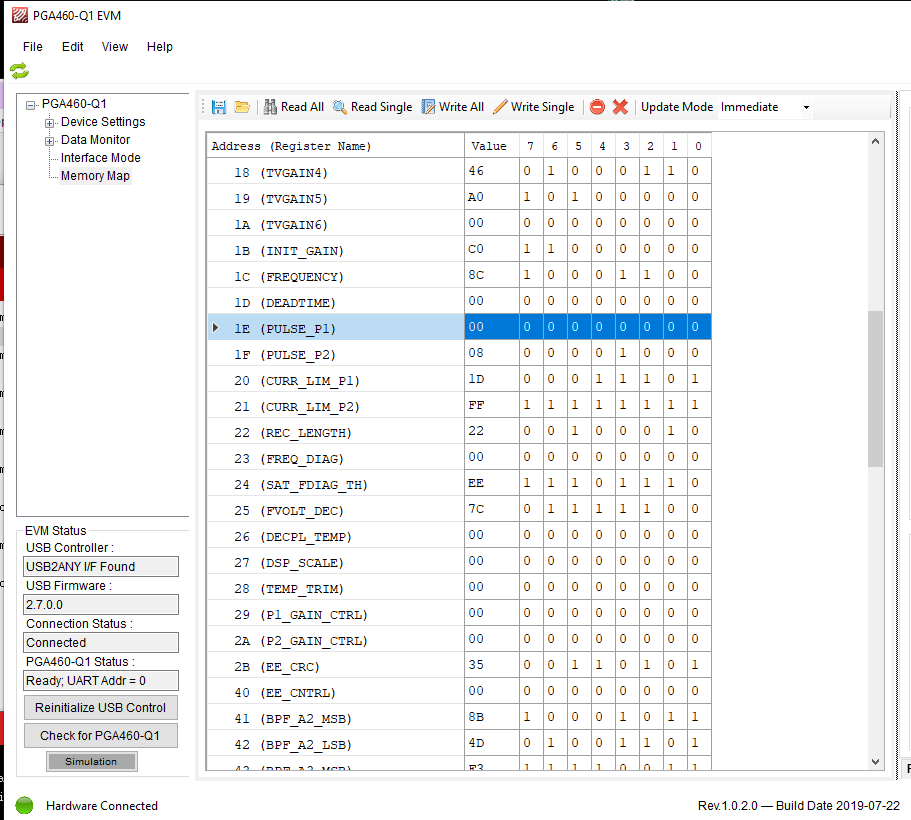 PGA460-Q1 EVM
File Edit View Help
PGA460-Q1
Device Settings
Data Monitor
Interface Mode
Memory Map
Read All Read Single Write All Write Single Update Mode Immediate
Address (Register Name) Value 7 6 5 4 3 2 1 0
18 (TVGAIN4) 46 0 1 0 0 0 1 1 0
19 (TVGAIN5) A0 1 0 1 0 0 0 0 0
1A (TVGAIN6) 00 0 0 0 0 0 0 0 0
1B (INIT_GAIN) C0 1 1 0 0 0 0 0 0
1C (FREQUENCY) 8C 1 0 0 0 1 1 0 0
1D (DEADTIME) 00 0 0 0 0 0 0 0 0
1E (PULSE_P1) 00 0 0 0 0 0 0 0 0
1F (PULSE_P2) 08 0 0 0 0 1 0 0 0
20 (CURR_LIM_P1) 1D 0 0 0 1 1 1 0 1
21 (CURR_LIM_P2) FF 1 1 1 1 1 1 1 1
22 (REC_LENGTH) 22 0 0 1 0 0 0 1 0
23 (FREQ_DIAG) 00 0 0 0 0 0 0 0 0
24 (SAT_FDIAG_TH) EE 1 1 1 0 1 1 1 0
25 (FVOLT_DEC) 7C 0 1 1 1 1 1 0 0
26 (DECPL_TEMP) 00 0 0 0 0 0 0 0 0
27 (DSP_SCALE) 00 0 0 0 0 0 0 0 0
28 (TEMP_TRIM) 00 0 0 0 0 0 0 0 0
29 (P1_GAIN_CTRL) 00 0 0 0 0 0 0 0 0
2A (P2_GAIN_CTRL) 00 0 0 0 0 0 0 0 0
2B (EE_CRC) 35 0 0 1 1 0 1 0 1
40 (EE_CNTRL) 00 0 0 0 0 0 0 0 0
41 (BPF_A2_MSB) 8B 1 0 0 0 1 0 1 1
42 (BPF_A2_LSB) 4D 0 1 0 0 1 1 0 1
EVM Status
USB Controller :
USB2ANY I/F Found
USB Firmware :
2.7.0.0
Connection Status :
Connected
PGA460-Q1 Status :
Ready; UART Addr = 0
Reinitialize USB Control
Check for PGA460-Q1
Simulation
Hardware Connected
Rev.1.0.2.0 — Build Date 2019-07-22